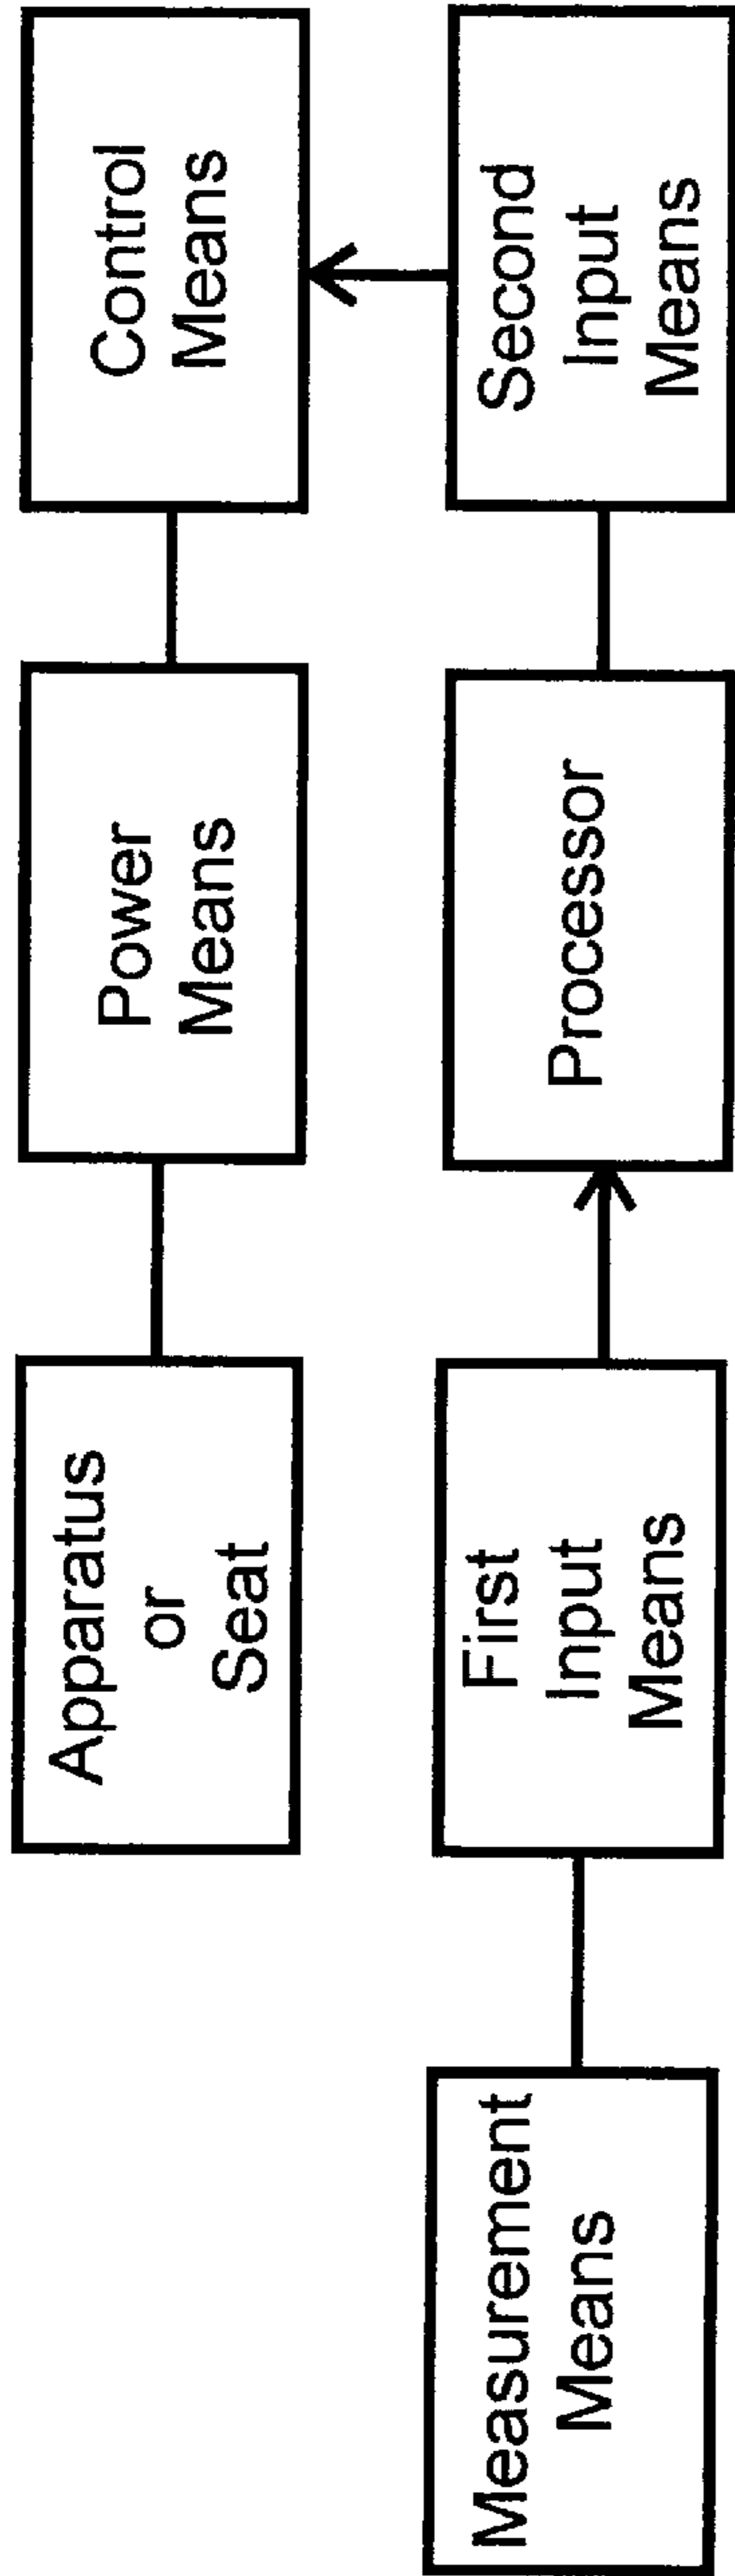 Apparatus
or
Seat
Power
Means
Control
Means
Measurement
Means
First
Input
Means
Processor
Second
Input
Means